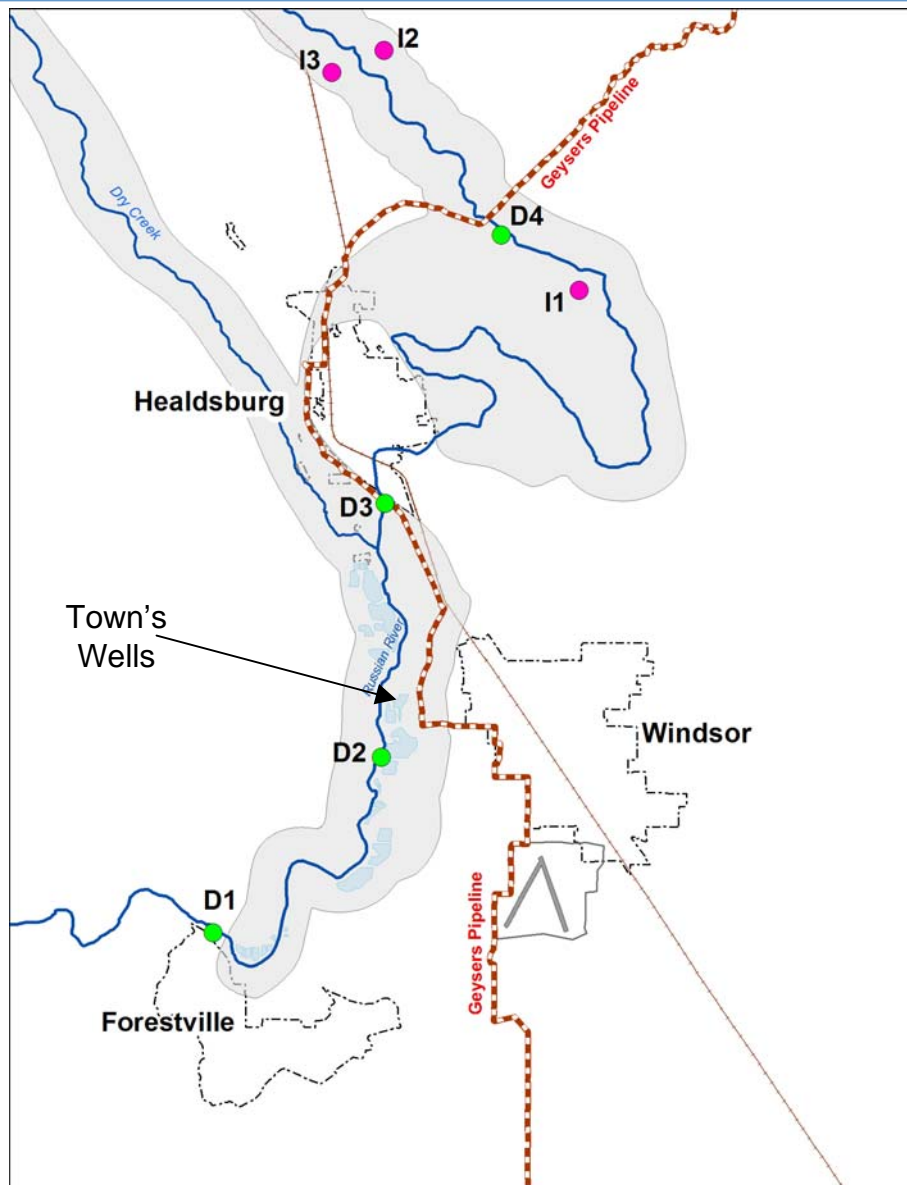 I2
I3
Geysers Pipeline
Dry Creek
D4
I1
Healdsburg
D3
Town's
Wells
Russian River
Windsor
D2
D1
Geysers Pipeline
Forestville